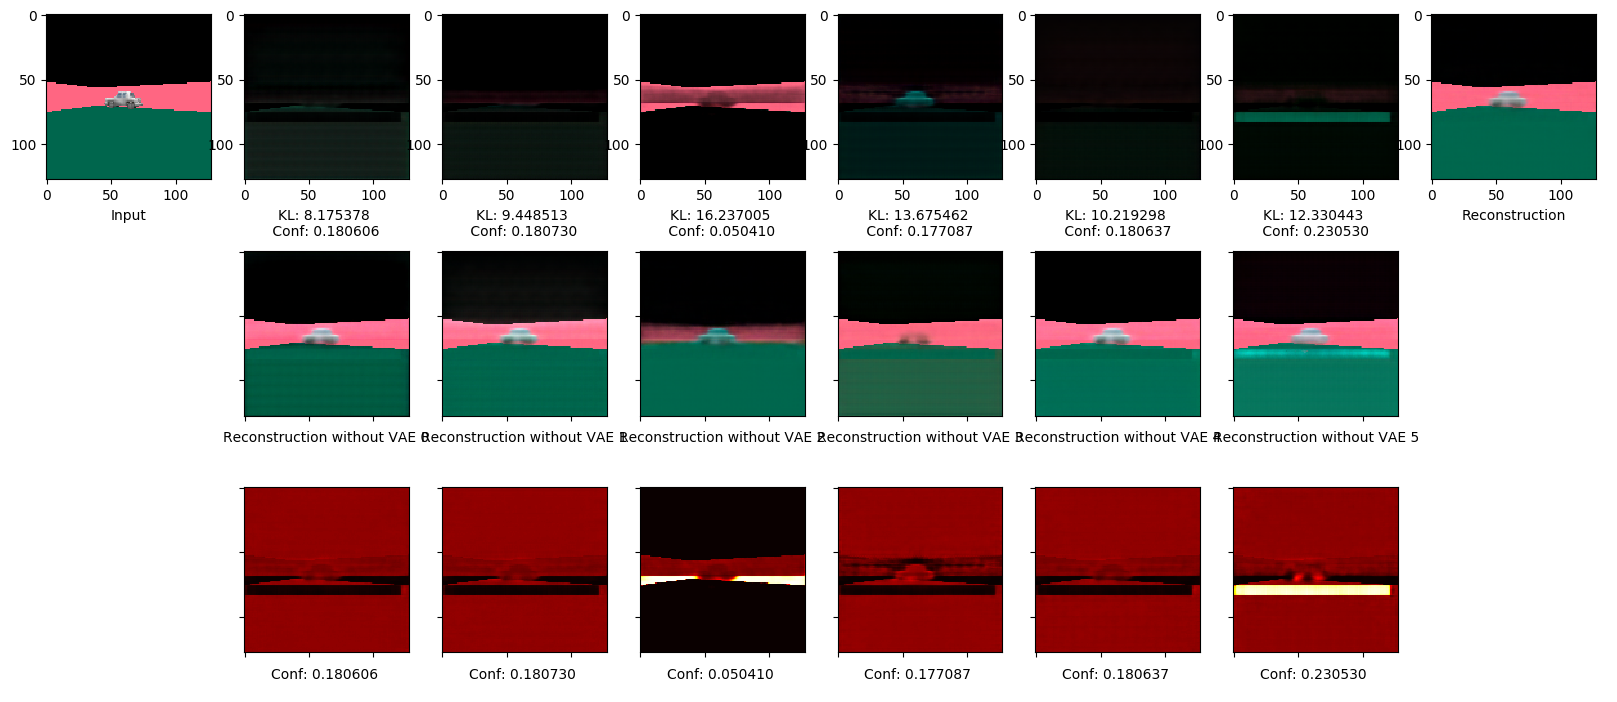 0
50
100
0
50
100
Input
0
50
100
0
50
100
KL: 8.175378
Conf: 0.180606
0
50
100
0
50
100
KL: 9.448513
Conf: 0.180730
0
50
100
0
50
100
KL: 16.237005
Conf: 0.050410
0
50
100
0
50
100
KL: 13.675462
Conf: 0.177087
0
50
100
0
50
100
KL: 10.219298
Conf: 0.180637
0
50
100
0
50
100
KL: 12.330443
Conf: 0.230530
0
50
100
0
50
100
Reconstruction
Reconstruction without VAE 0
Reconstruction without VAE 1
Reconstruction without VAE 2
Reconstruction without VAE 3
Reconstruction without VAE 4
Reconstruction without VAE 5
Conf: 0.180606
Conf: 0.180730
Conf: 0.050410
Conf: 0.177087
Conf: 0.180637
Conf: 0.230530